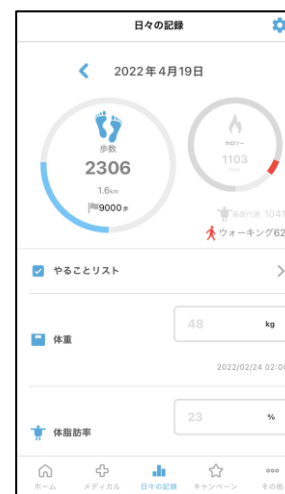 日々の記録
2022年4月19日
歩数
2306
1.6km
9000歩
カロリー
1103
kcal
基礎代謝 1041
ウォーキング62
やることリスト
48 kg
体重
2022/02/24 02:00
23 %
体脂肪率
ホーム メディカル 日々の記録 キャンペーン その他